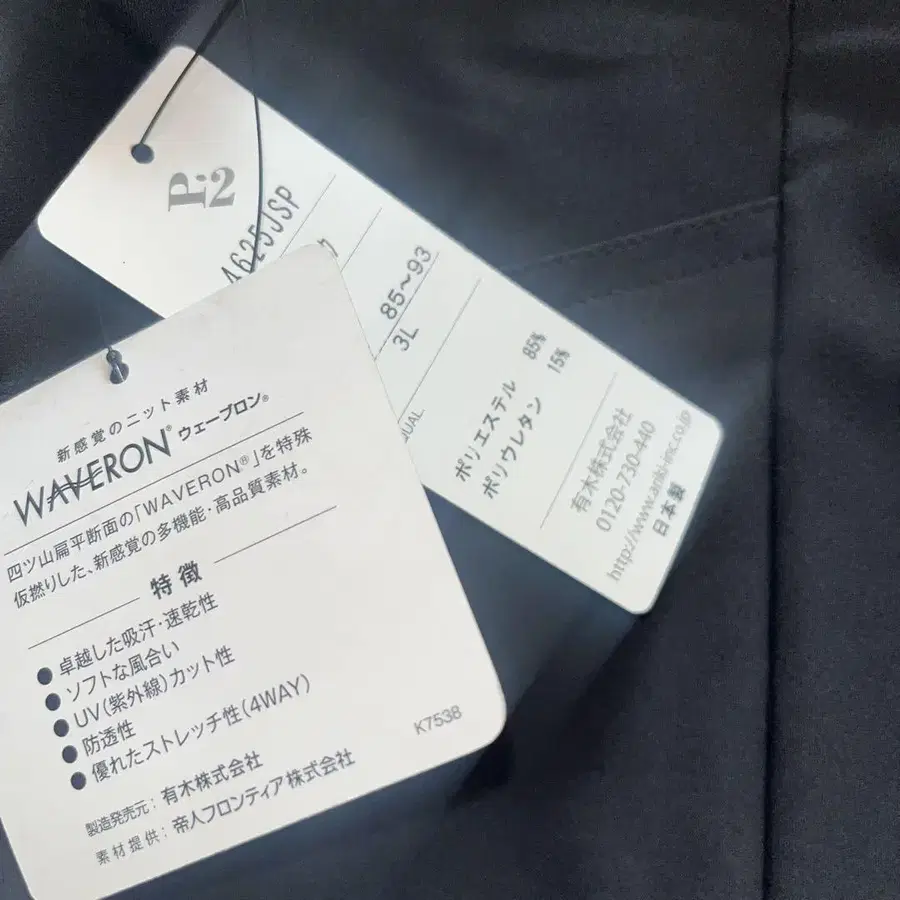 P.2
4625JSP
85〜93
3L
ポリエステル 85%
ポリウレタン 15%
有木株式会社
0120-730-440
http://www.ariki-inc.co.jp
日本製
新感覚のニット素材
WAVERON® ウェーブロン®
四ツ山扁平断面の「WAVERON®」を特殊
仮撚りした、新感覚の多機能・高品質素材。
特徴
● 卓越した吸汗・速乾性
● ソフトな風合い
● UV(紫外線)カット性
● 防透性
● 優れたストレッチ性(4WAY)
K7538
製造発売元：有木株式会社
素材提供：帝人フロンティア株式会社